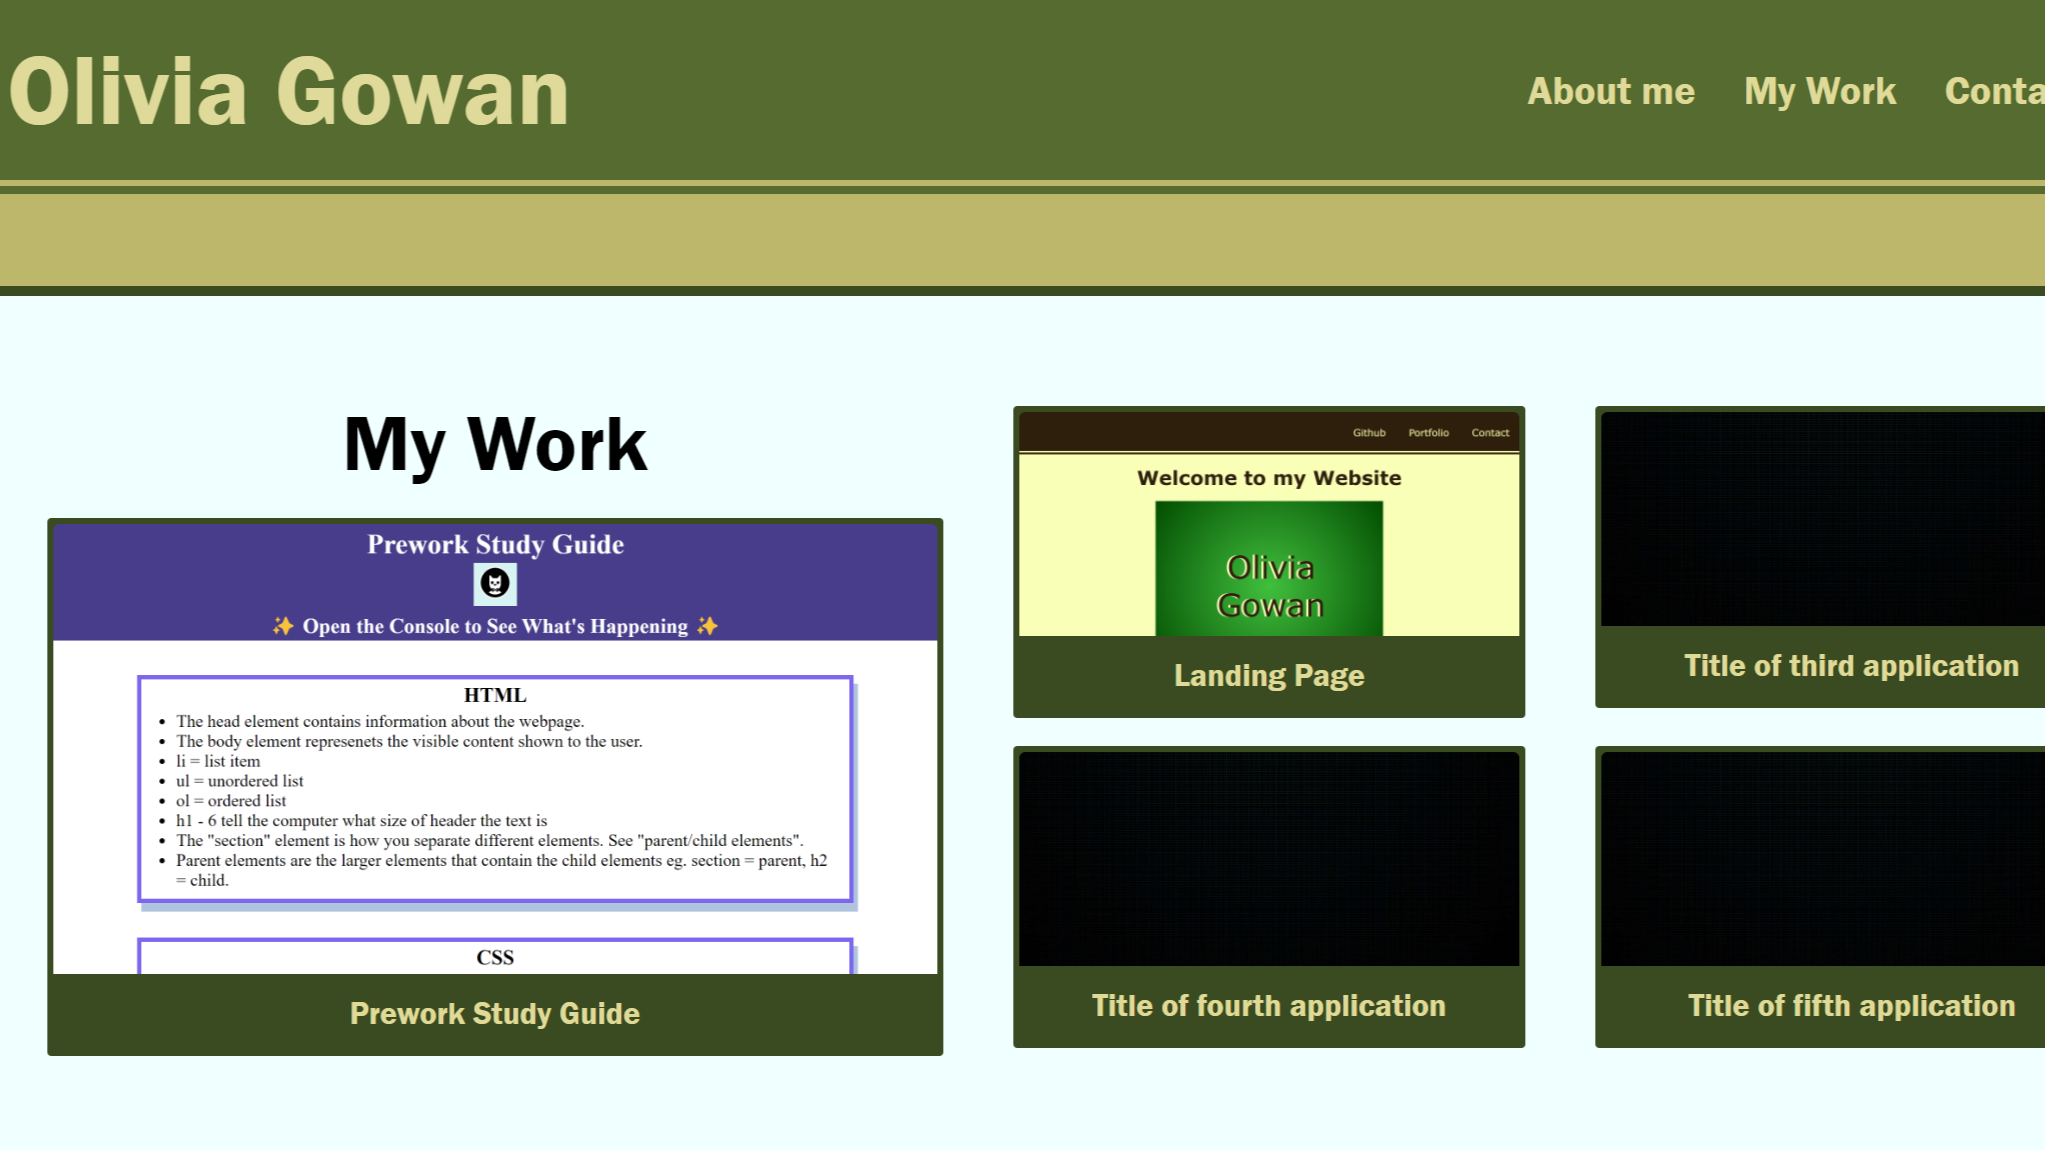 Olivia Gowan
About me
My Work
Conta
My Work
Prework Study Guide
✨ Open the Console to See What's Happening ✨
HTML
• The head element contains information about the webpage.
• The body element represenets the visible content shown to the user.
• li = list item
• ul = unordered list
• ol = ordered list
• h1 - 6 tell the computer what size of header the text is
• The "section" element is how you separate different elements. See "parent/child elements".
• Parent elements are the larger elements that contain the child elements eg. section = parent, h2
= child.
CSS
Prework Study Guide
Github
Portfolio
Contact
Welcome to my Website
Olivia
Gowan
Landing Page
Title of third application
Title of fourth application
Title of fifth application